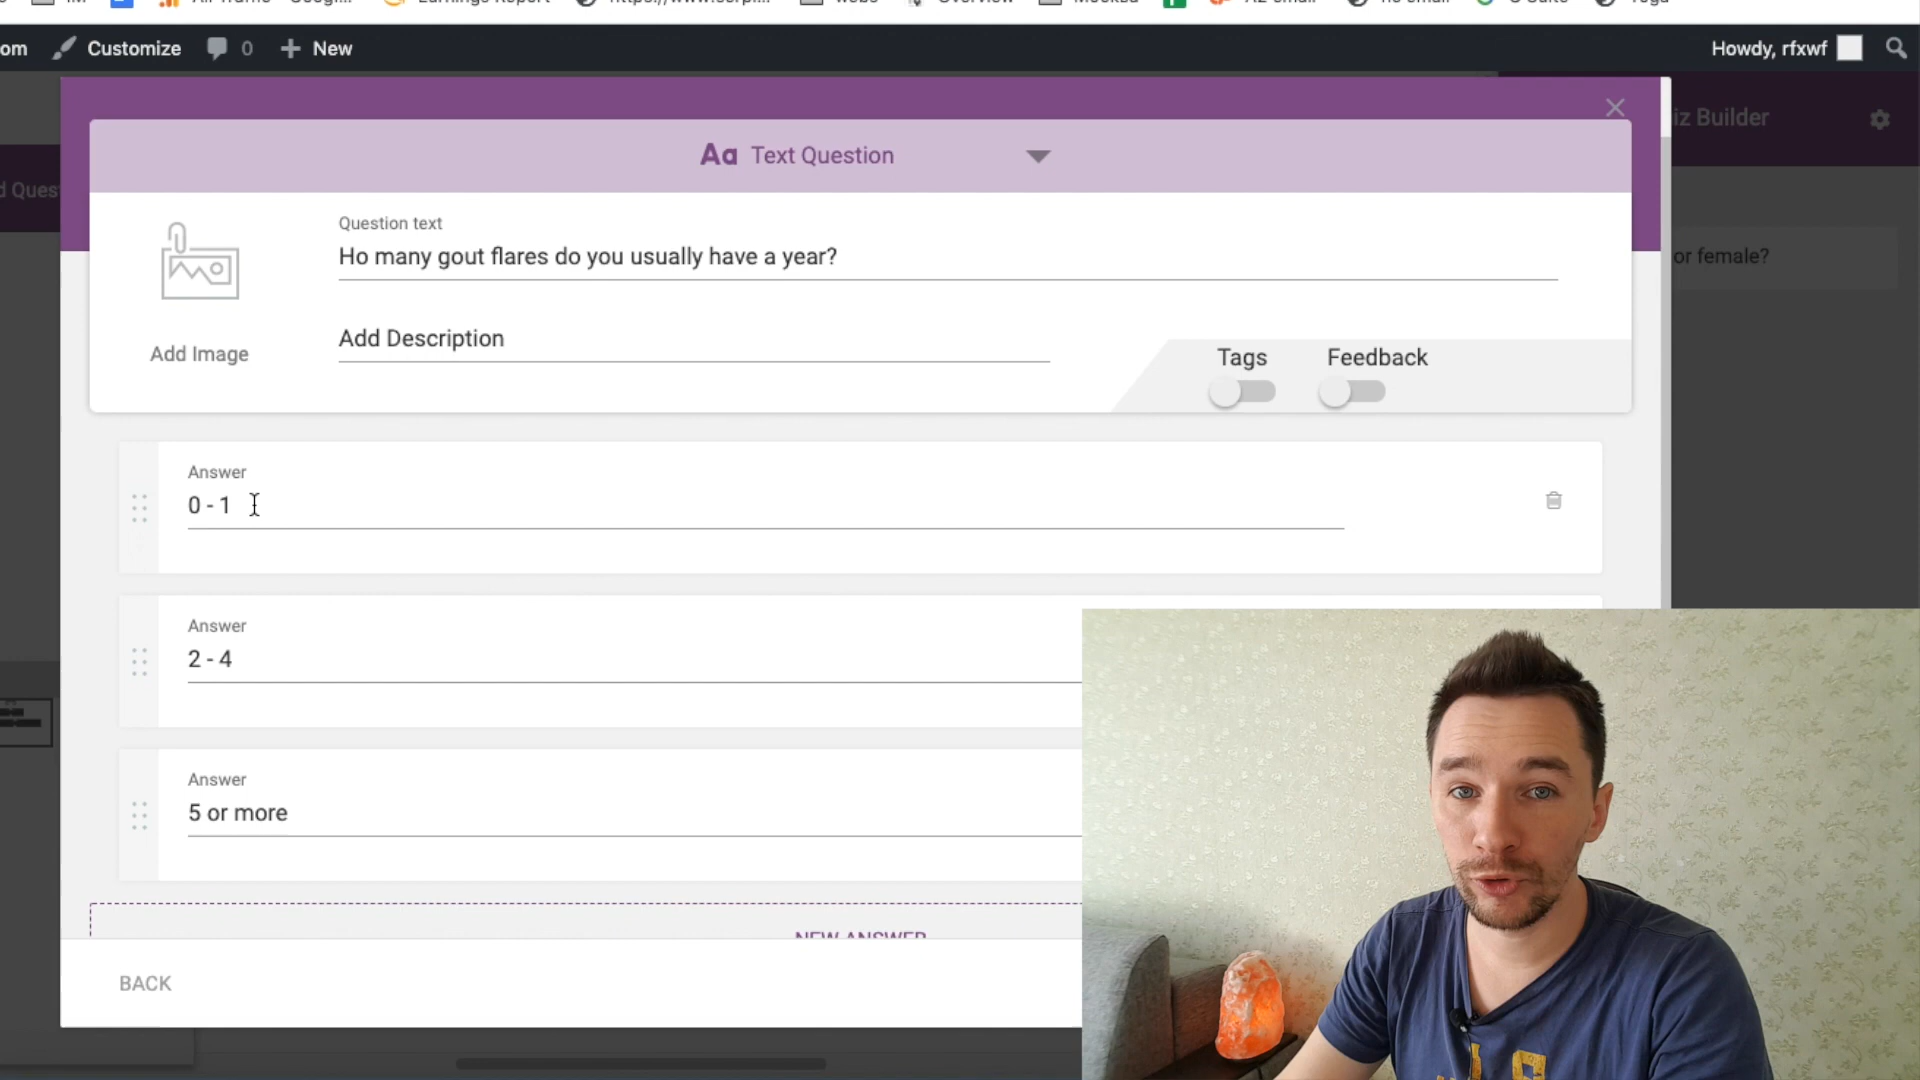 Customize
0
New
Howdy, rfxwf
iz Builder
Aa Text Question
d Ques
Question text
Ho many gout flares do you usually have a year?
or female?
Add Image
Add Description
Tags
Feedback
Answer
0 - 1
Answer
2 - 4
Answer
5 or more
NEW ANSWER
BACK